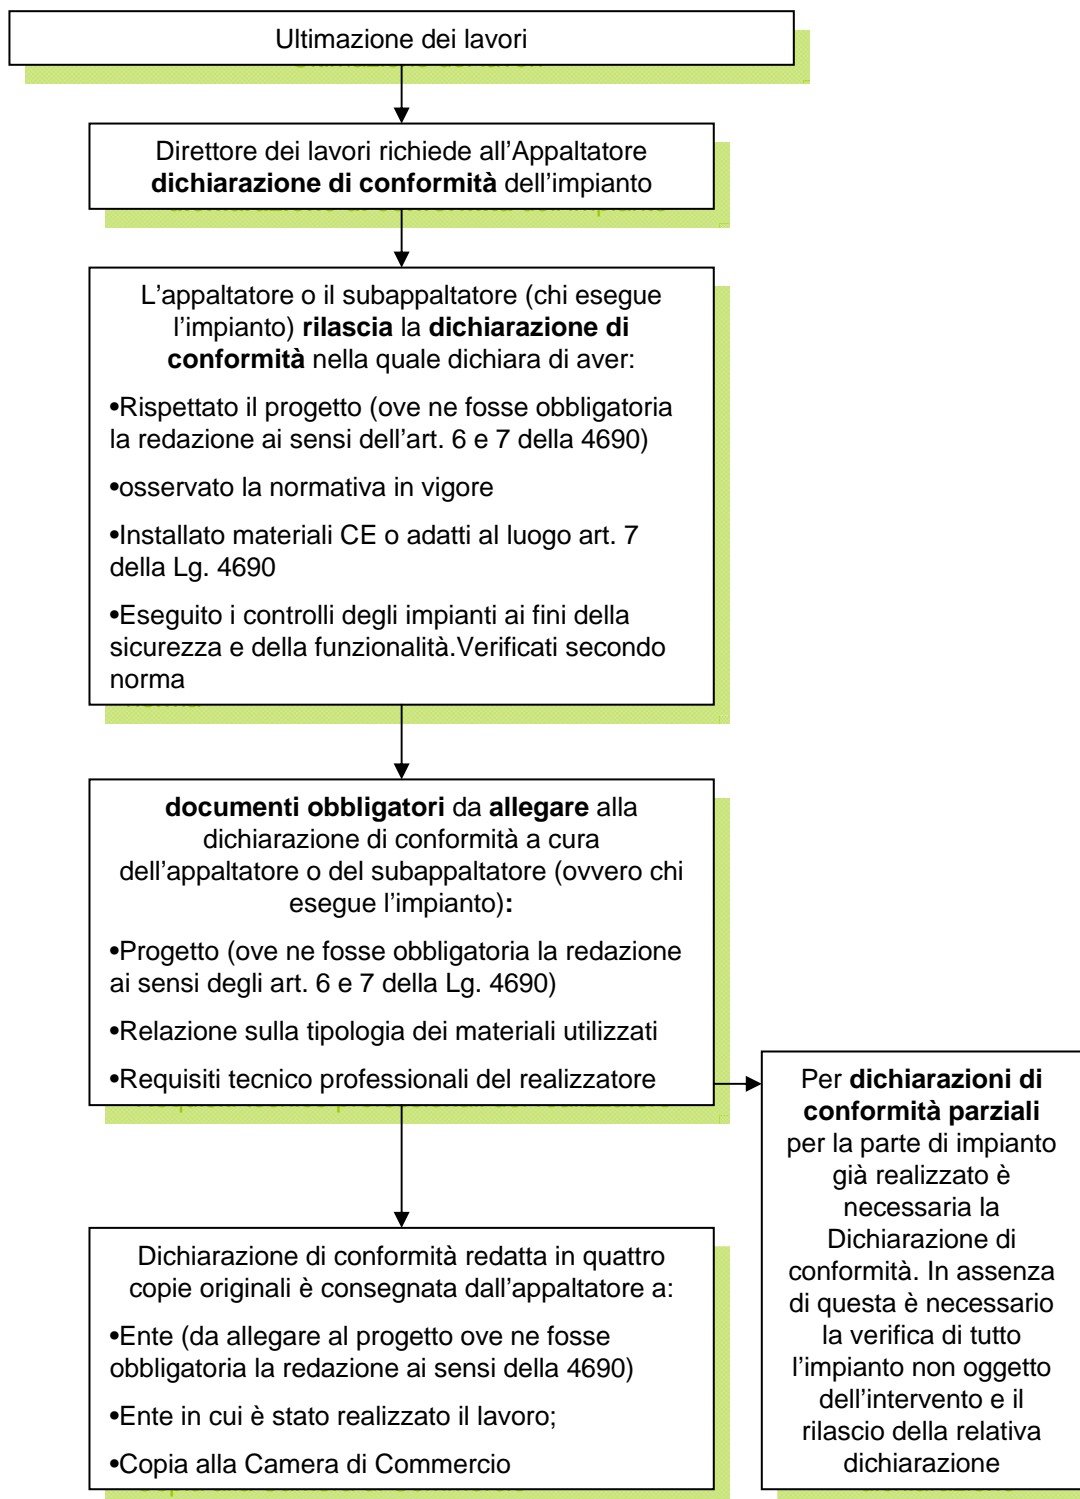 Ultimazione dei lavori
Direttore dei lavori richiede all'Appaltatore
dichiarazione di conformità dell'impianto
L'appaltatore o il subappaltatore (chi esegue
l'impianto) rilascia la dichiarazione di
conformità nella quale dichiara di aver:
•Rispettato il progetto (ove ne fosse obbligatoria
la redazione ai sensi dell'art. 6 e 7 della 4690)
•osservato la normativa in vigore
•Installato materiali CE o adatti al luogo art. 7
della Lg. 4690
•Eseguito i controlli degli impianti ai fini della
sicurezza e della funzionalità.Verificati secondo
norma
documenti obbligatori da allegare alla
dichiarazione di conformità a cura
dell'appaltatore o del subappaltatore (ovvero chi
esegue l'impianto):
•Progetto (ove ne fosse obbligatoria la redazione
ai sensi degli art. 6 e 7 della Lg. 4690)
•Relazione sulla tipologia dei materiali utilizzati
•Requisiti tecnico professionali del realizzatore
Per dichiarazioni di
conformità parziali
per la parte di impianto
già realizzato è
necessaria la
Dichiarazione di
conformità. In assenza
di questa è necessario
la verifica di tutto
l'impianto non oggetto
dell'intervento e il
rilascio della relativa
dichiarazione
Dichiarazione di conformità redatta in quattro
copie originali è consegnata dall'appaltatore a:
•Ente (da allegare al progetto ove ne fosse
obbligatoria la redazione ai sensi della 4690)
•Ente in cui è stato realizzato il lavoro;
•Copia alla Camera di Commercio